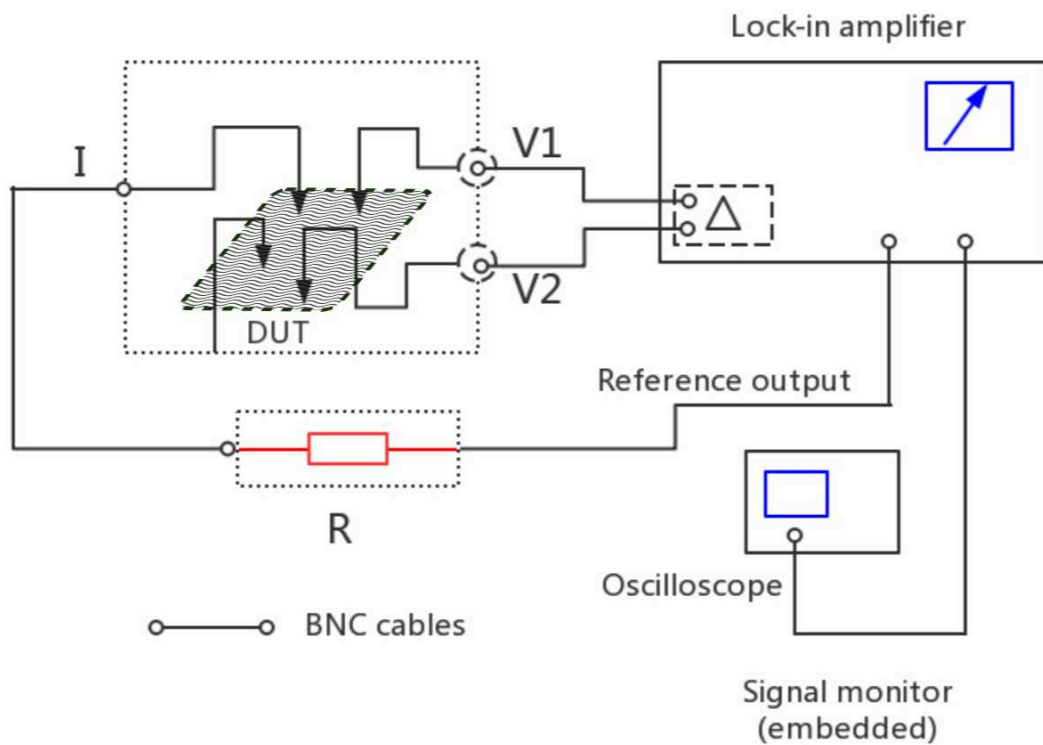 Lock-in amplifier
I
V1
V2
DUT
Reference output
R
Oscilloscope
BNC cables
Signal monitor
(embedded)